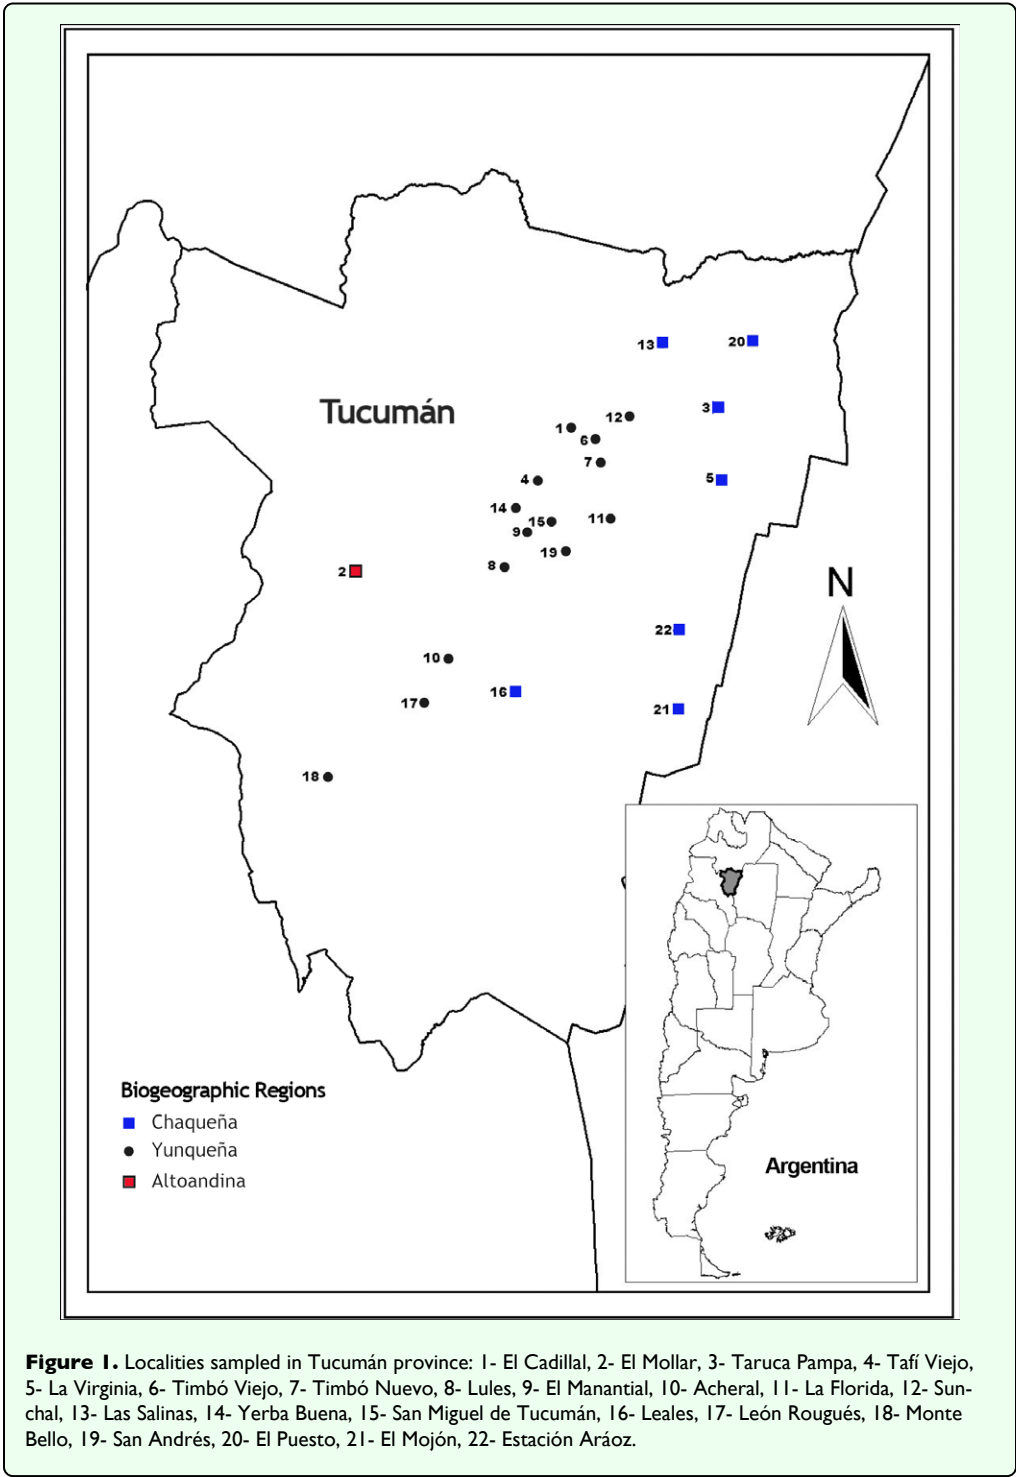 13
20
Tucumán
3
12
1
6
7
5
4
14
15
11
9
19
8
2
N
22
10
16
17
21
18
Biogeographic Regions
Chaqueña
Yunqueña
Altoandina
Argentina
Figure 1. Localities sampled in Tucumán province: 1- El Cadillal, 2- El Mollar, 3- Taruca Pampa, 4- Tafí Viejo,
5- La Virginia, 6- Timbó Viejo, 7- Timbó Nuevo, 8- Lules, 9- El Manantial, 10- Acheral, 11- La Florida, 12- Sun-
chal, 13- Las Salinas, 14- Yerba Buena, 15- San Miguel de Tucumán, 16- Leales, 17- León Rougués, 18- Monte
Bello, 19- San Andrés, 20- El Puesto, 21- El Mojón, 22- Estación Aráoz.